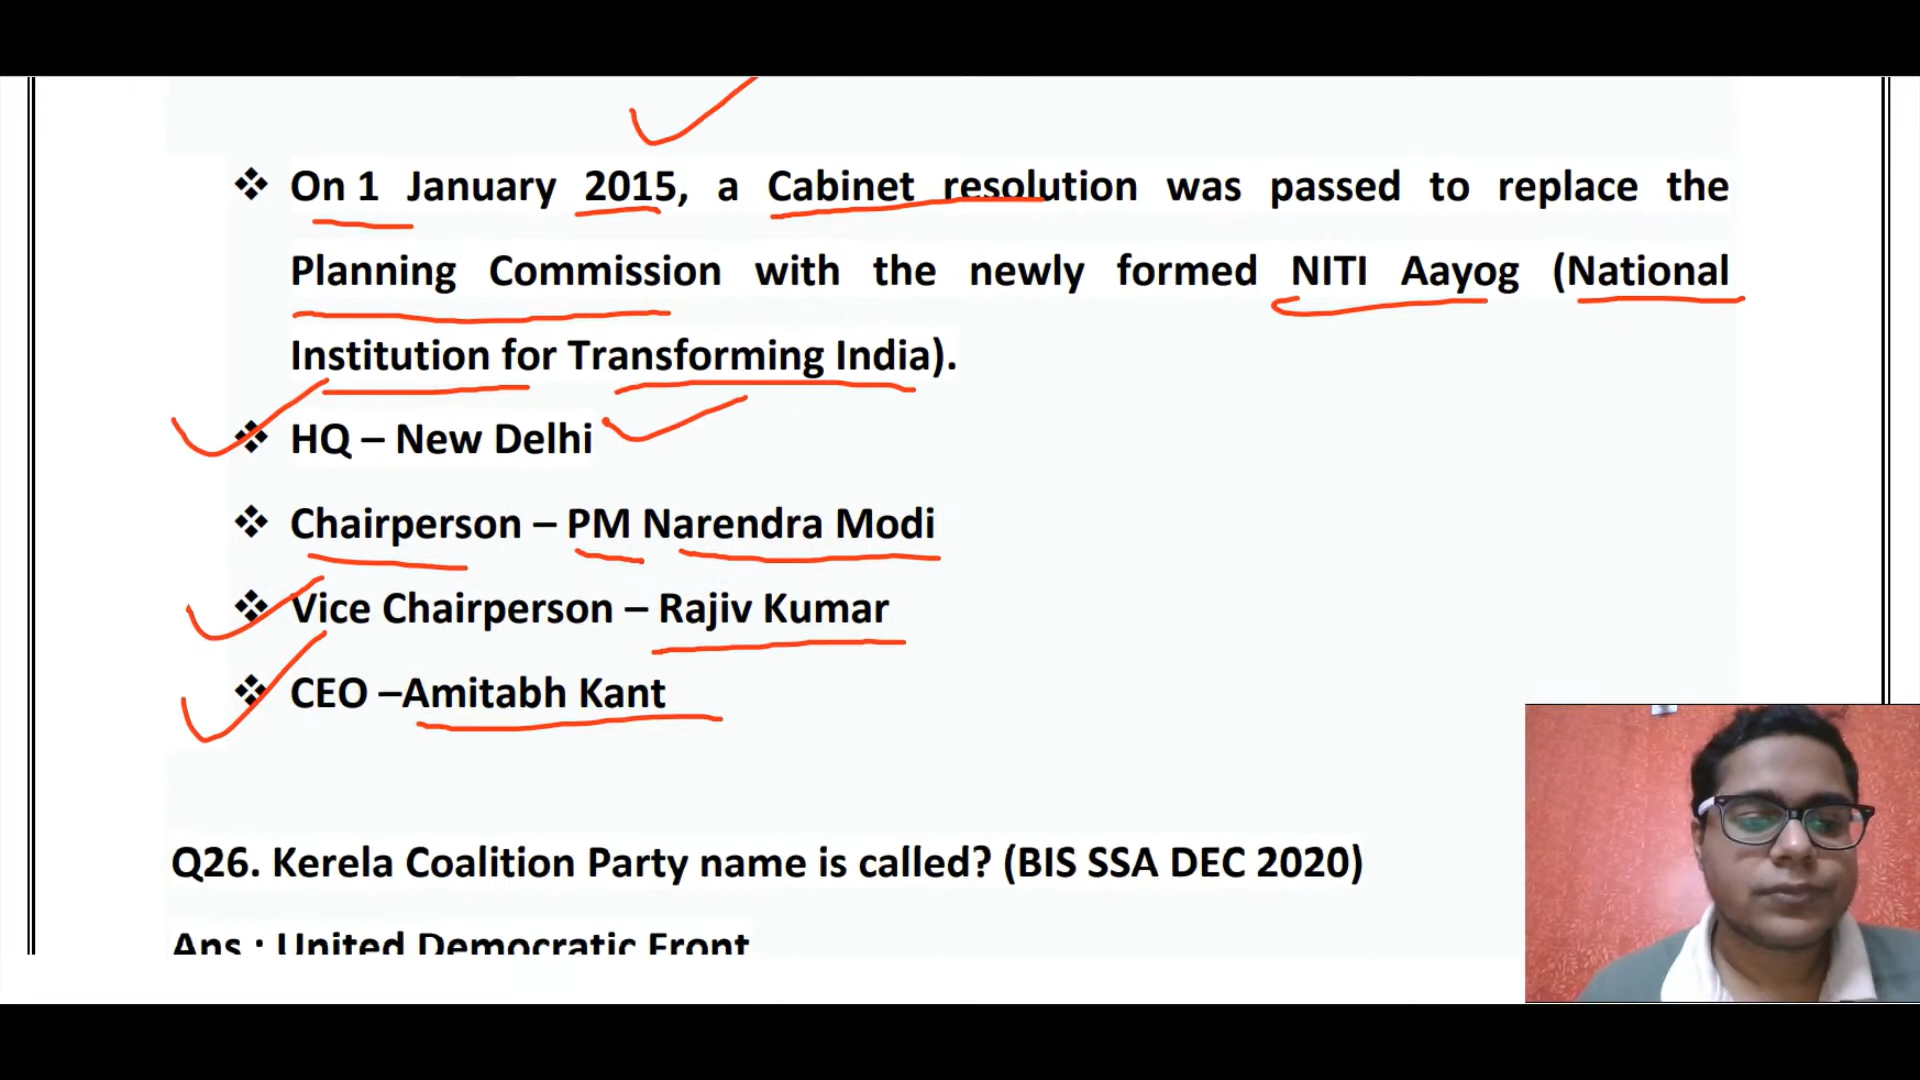 ❖ On 1 January 2015, a Cabinet resolution was passed to replace the
Planning Commission with the newly formed NITI Aayog (National
Institution for Transforming India).
❖ HQ – New Delhi
❖ Chairperson – PM Narendra Modi
❖ Vice Chairperson – Rajiv Kumar
❖ CEO –Amitabh Kant
Q26. Kerela Coalition Party name is called? (BIS SSA DEC 2020)
Ans : United Democratic Front